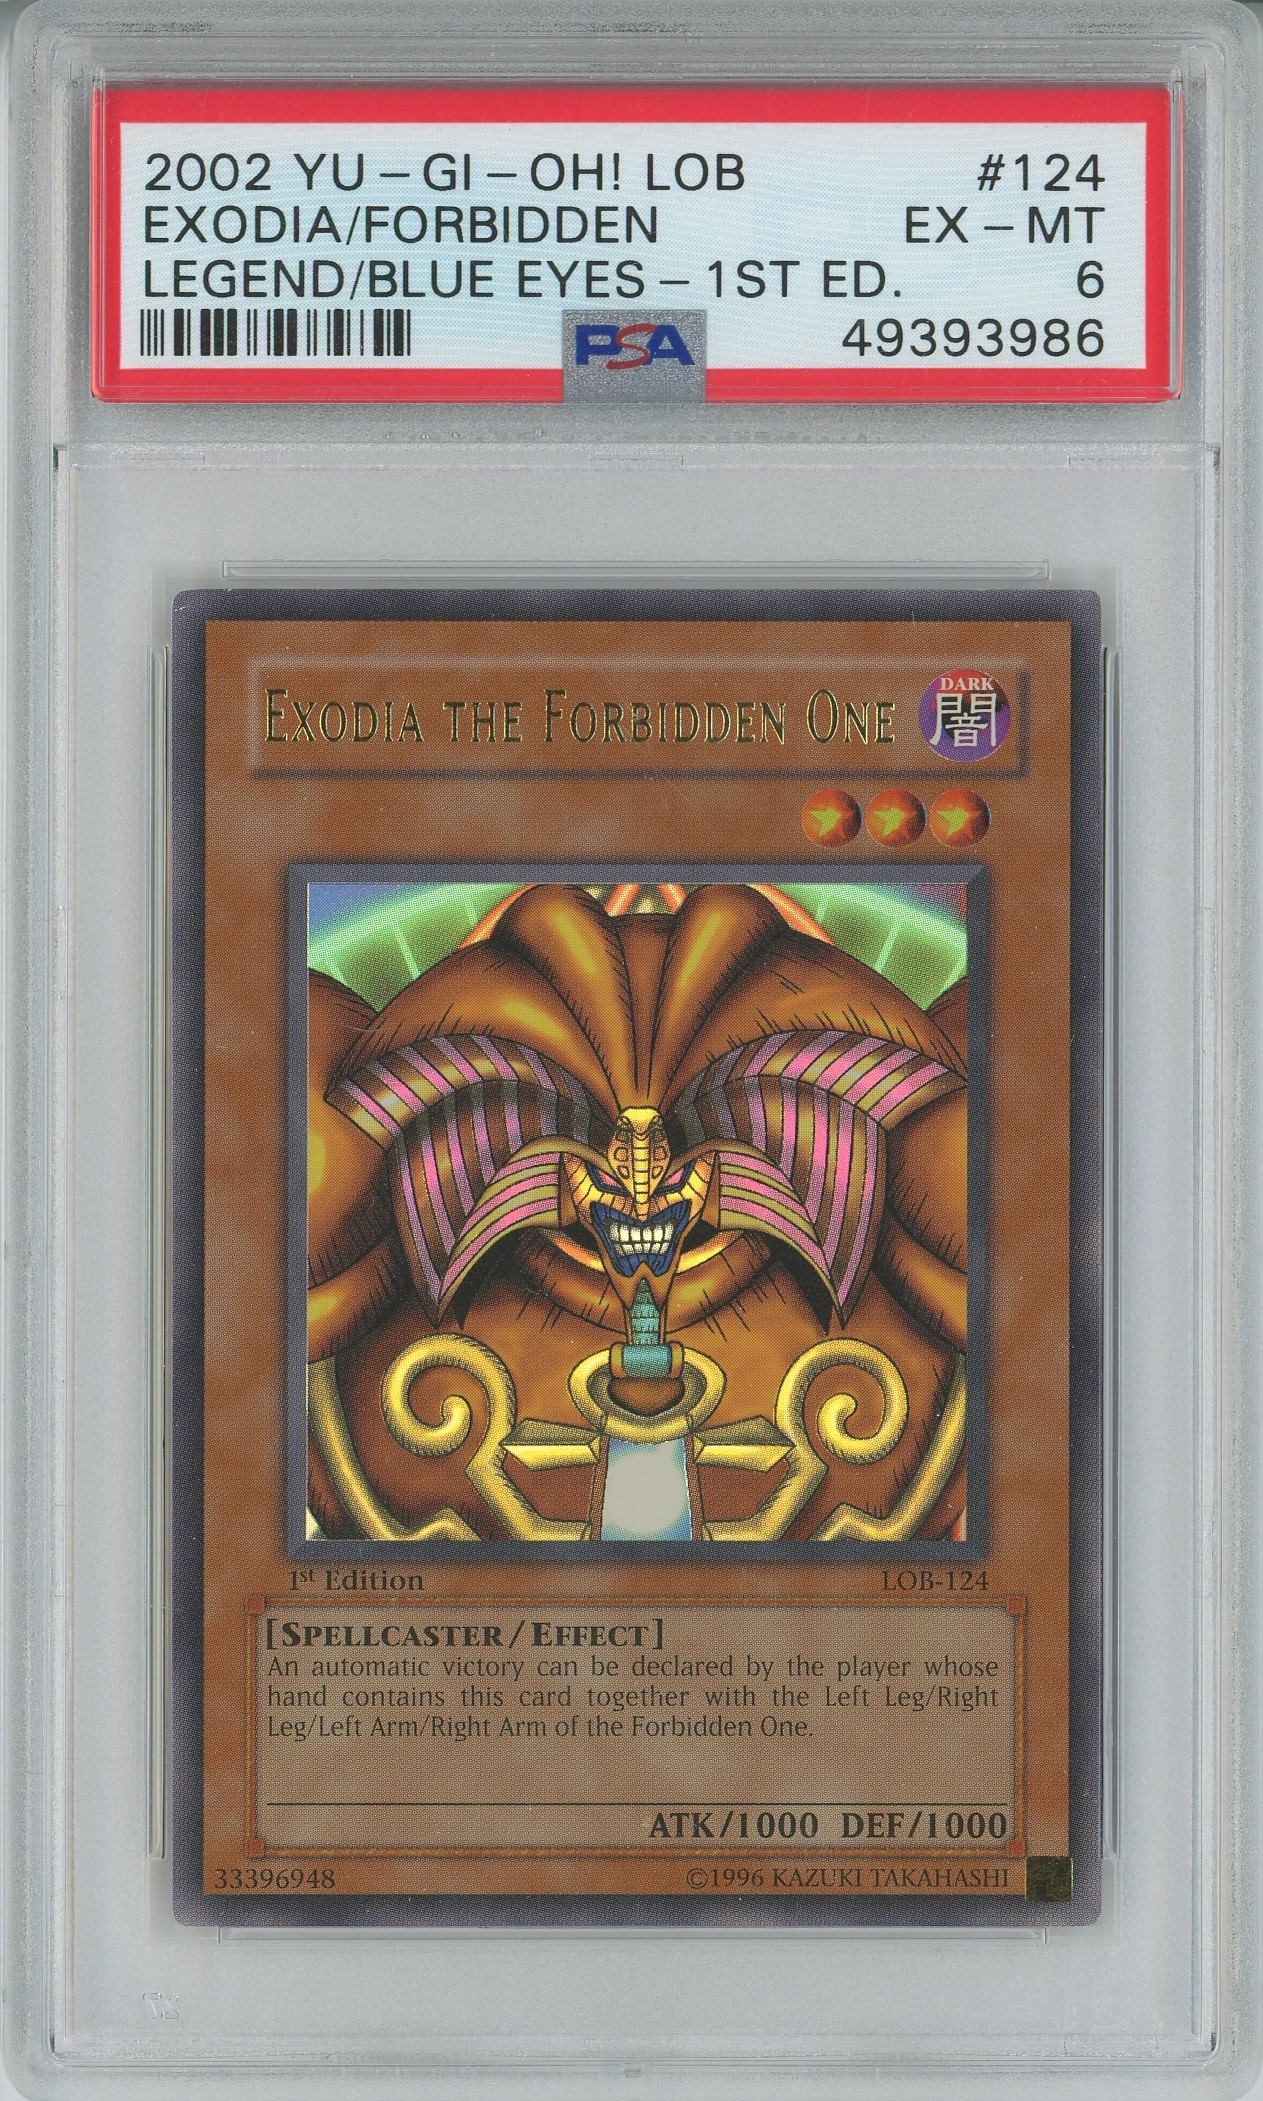 2002 YU-GI-OH! LOB #124
EXODIA/FORBIDDEN EX-MT
LEGEND/BLUE EYES-1ST ED. 6
PSA 49393986
EXODIA THE FORBIDDEN ONE
DARK
闇
1st Edition LOB-124
[SPELLCASTER/EFFECT]
An automatic victory can be declared by the player whose
hand contains this card together with the Left Leg/Right
Leg/Left Arm/Right Arm of the Forbidden One.
ATK/1000 DEF/1000
33396948 ©1996 KAZUKI TAKAHASHI